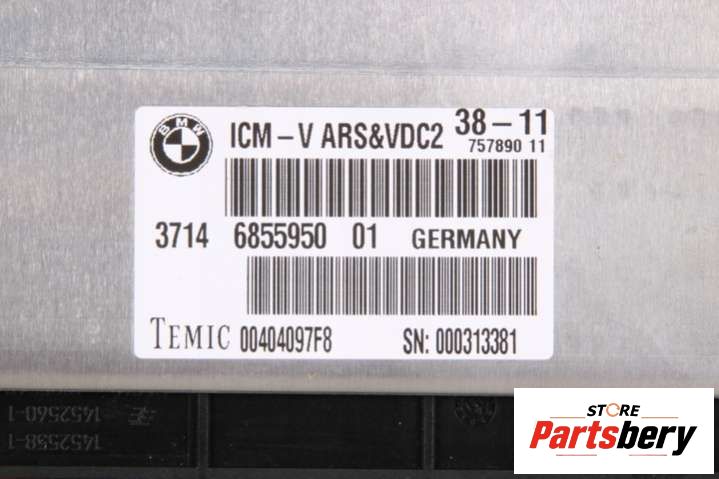 BMW
ICM – V ARS&VDC2 38 – 11
757890 11
3714 6855950 01 GERMANY
TEMIC 00404097F8 SN: 000313381
1452560-1
1452558-1
STORE
Partsbery